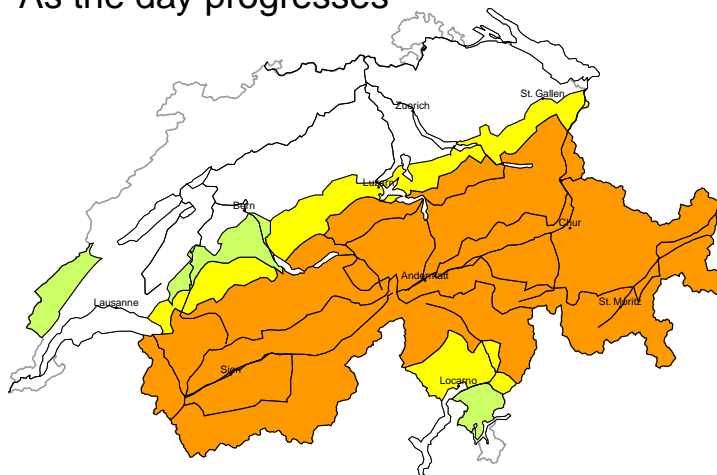 As the day progresses
St. Gallen
Zuerich
Luzern
Bern
Chur
Andermatt
Lausanne
St. Moritz
Sion
Locarno